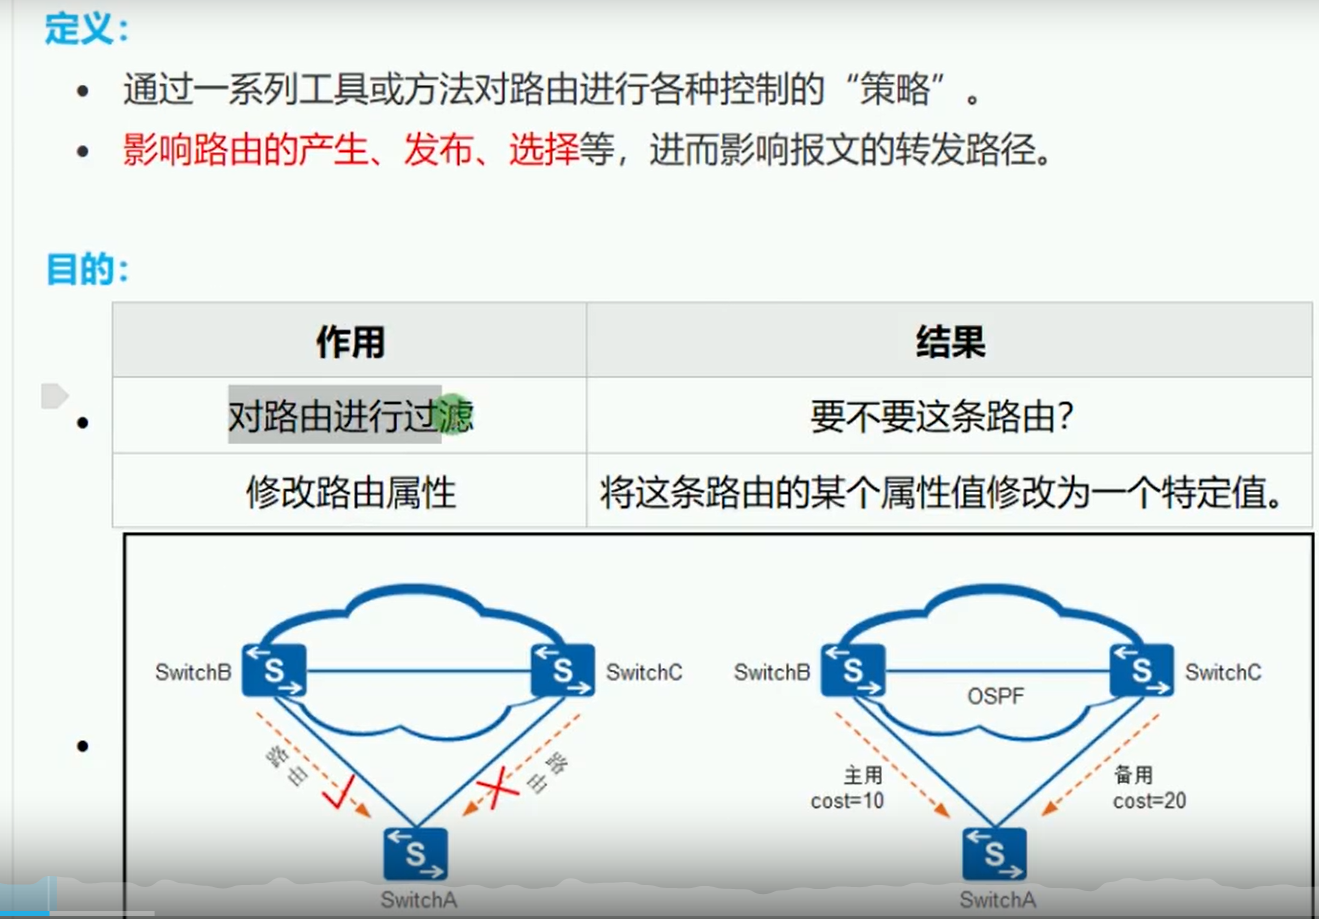 定义：
通过一系列工具或方法对路由进行各种控制的“策略”。
影响路由的产生、发布、选择等，进而影响报文的转发路径。
目的：
作用 结果
对路由进行过滤 要不要这条路由？
修改路由属性 将这条路由的某个属性值修改为一个特定值。
SwitchB S S SwitchC SwitchB S S SwitchC
OSPF
路由 路由 主用 备用
cost=10 cost=20
S S
SwitchA SwitchA